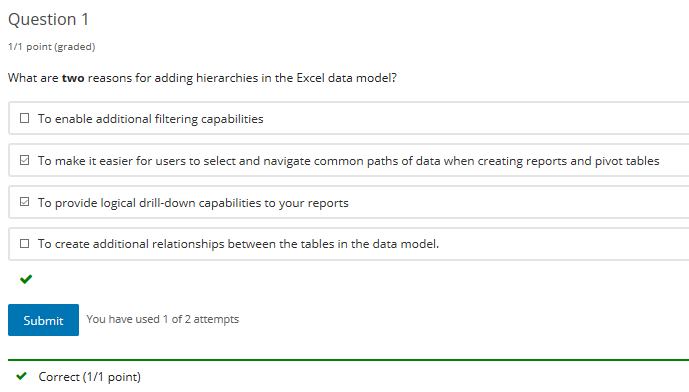 Question 1
1/1 point (graded)
What are two reasons for adding hierarchies in the Excel data model?
To enable additional filtering capabilities
To make it easier for users to select and navigate common paths of data when creating reports and pivot tables
To provide logical drill-down capabilities to your reports
To create additional relationships between the tables in the data model.
Submit You have used 1 of 2 attempts
Correct (1/1 point)